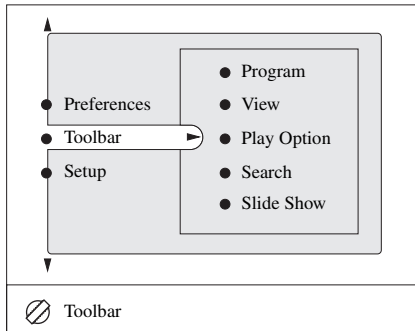 Preferences
Toolbar
Setup
Program
View
Play Option
Search
Slide Show
Toolbar